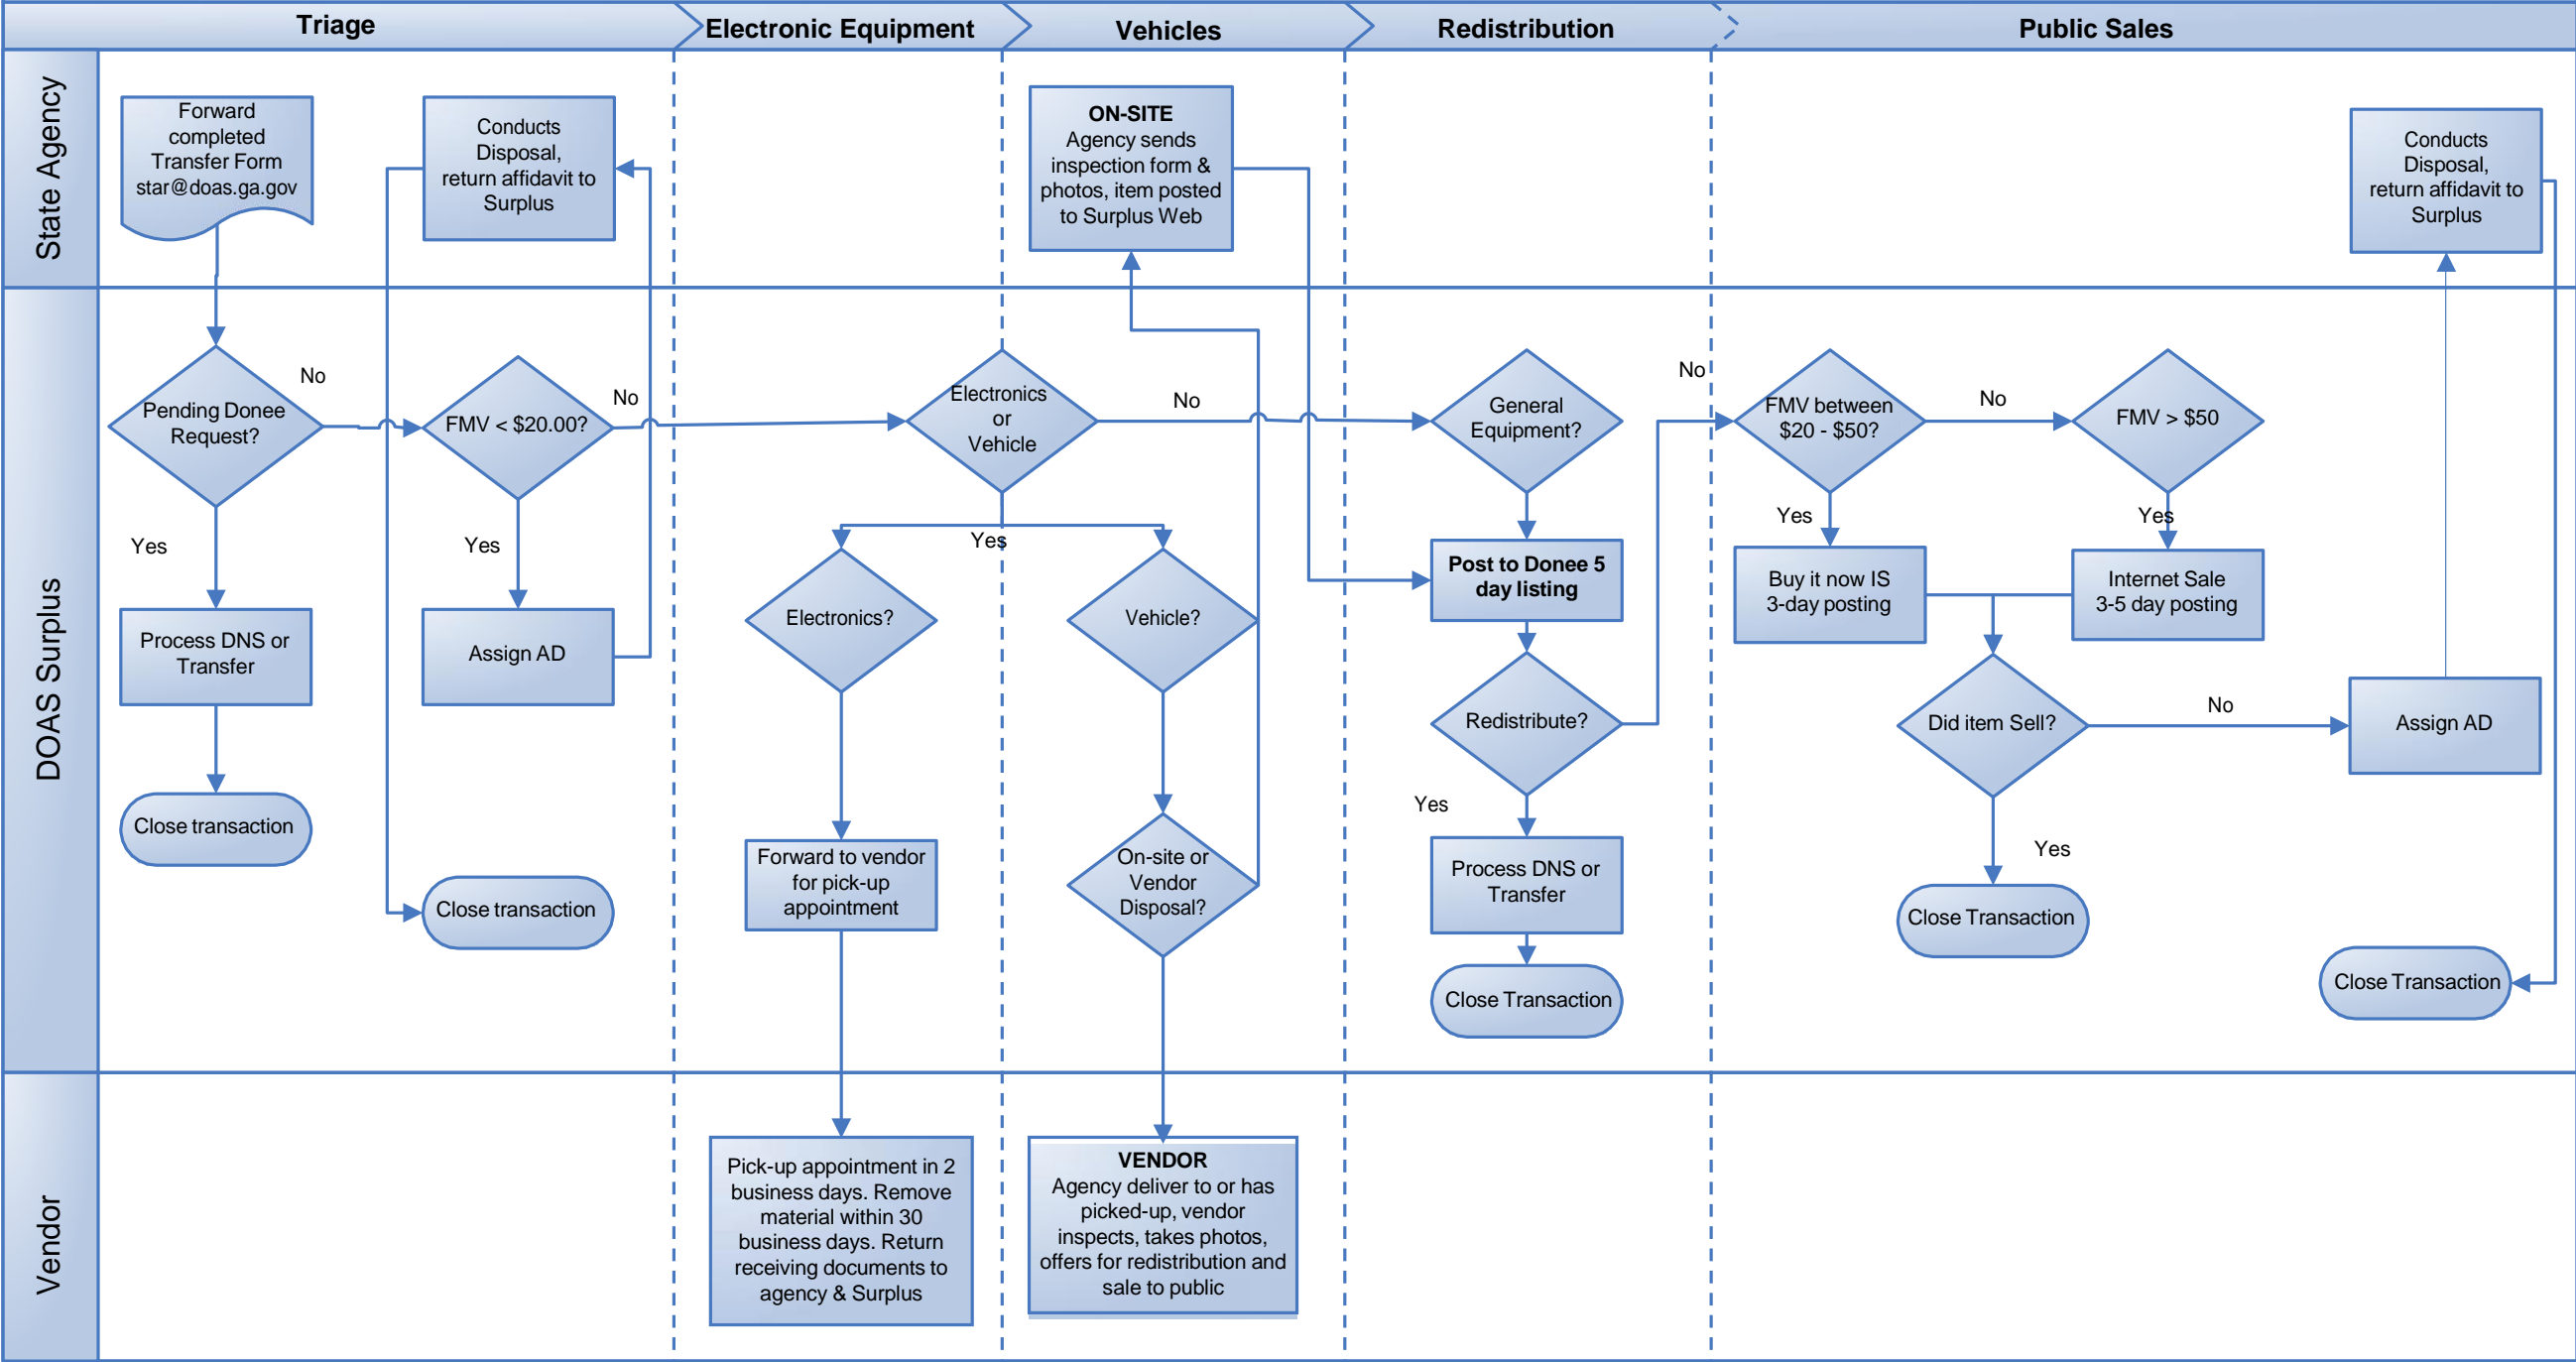 Triage
Electronic Equipment
Vehicles
Redistribution
Public Sales
State Agency
Forward
completed
Transfer Form
star@doas.ga.gov
Conducts
Disposal,
return affidavit to
Surplus
ON-SITE
Agency sends
inspection form &
photos, item posted
to Surplus Web
Conducts
Disposal,
return affidavit to
Surplus
DOAS Surplus
Pending Donee
Request?
No
Yes
Process DNS or
Transfer
Close transaction
FMV < $20.00?
No
Yes
Assign AD
Close transaction
Electronics
or
Vehicle
No
Yes
Electronics?
Forward to vendor
for pick-up
appointment
Vehicle?
On-site or
Vendor
Disposal?
General
Equipment?
Post to Donee 5
day listing
Redistribute?
No
Yes
Process DNS or
Transfer
Close Transaction
FMV between
$20 - $50?
No
Yes
Buy it now IS
3-day posting
FMV > $50
Yes
Internet Sale
3-5 day posting
Did item Sell?
No
Yes
Close Transaction
Assign AD
Close Transaction
Vendor
Pick-up appointment in 2
business days. Remove
material within 30
business days. Return
receiving documents to
agency & Surplus
VENDOR
Agency deliver to or has
picked-up, vendor
inspects, takes photos,
offers for redistribution and
sale to public